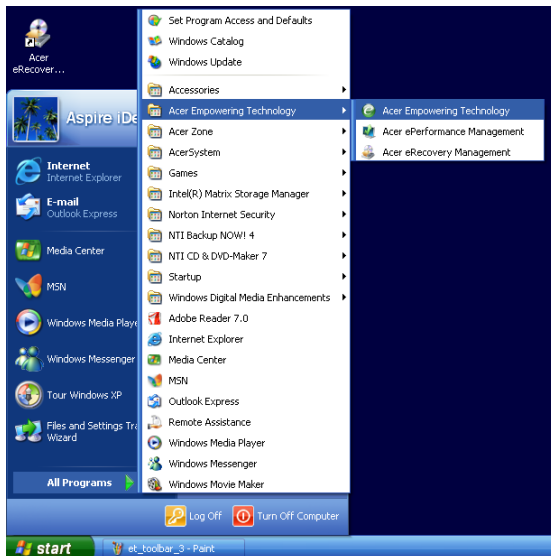 Acer
eRecover...
Aspire iDe
Internet
Internet Explorer
E-mail
Outlook Express
Media Center
MSN
Windows Media Playe
Windows Messenger
Tour Windows XP
Files and Settings Tra
Wizard
All Programs
Set Program Access and Defaults
Windows Catalog
Windows Update
Accessories
Acer Empowering Technology
Acer Zone
AcerSystem
Games
Intel(R) Matrix Storage Manager
Norton Internet Security
NTI Backup NOW! 4
NTI CD & DVD-Maker 7
Startup
Windows Digital Media Enhancements
Adobe Reader 7.0
Internet Explorer
Media Center
MSN
Outlook Express
Remote Assistance
Windows Media Player
Windows Messenger
Windows Movie Maker
Acer Empowering Technology
Acer ePerformance Management
Acer eRecovery Management
Log Off
Turn Off Computer
start
et_toolbar_3 - Paint